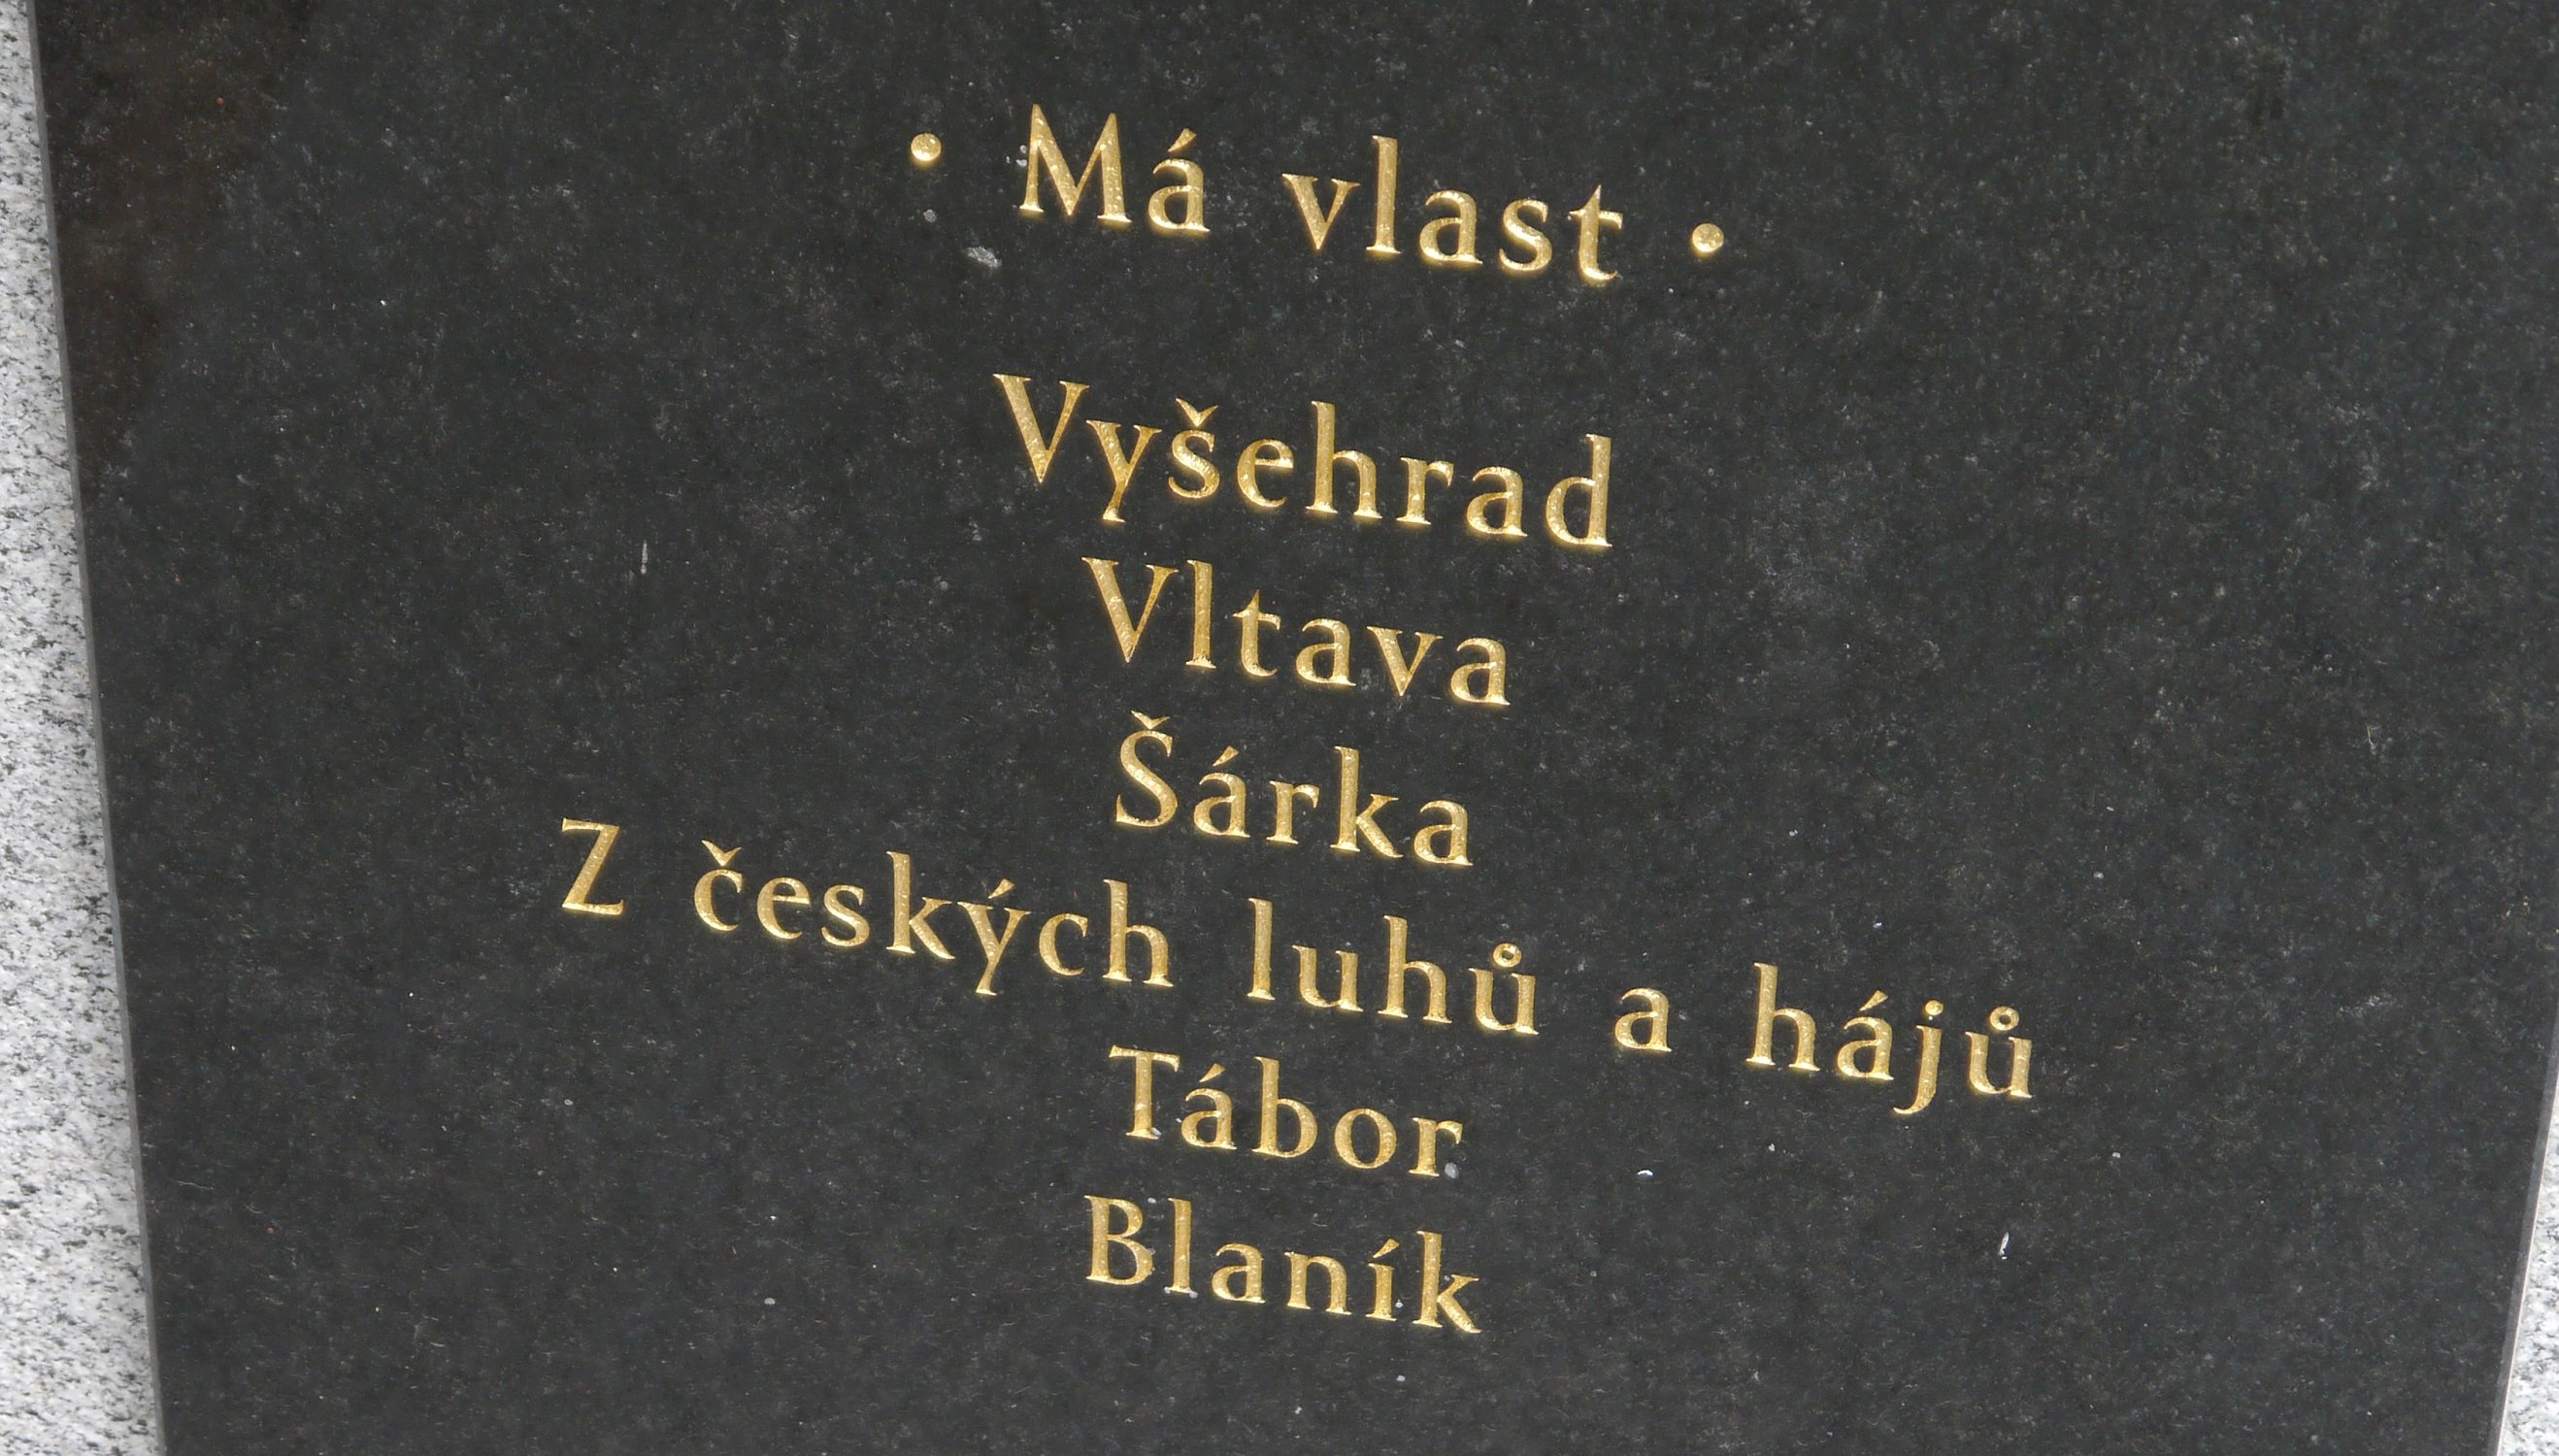 • Má vlast •
Vyšehrad
Vltava
Šárka
Z českých luhů a hájů
Tábor
Blaník